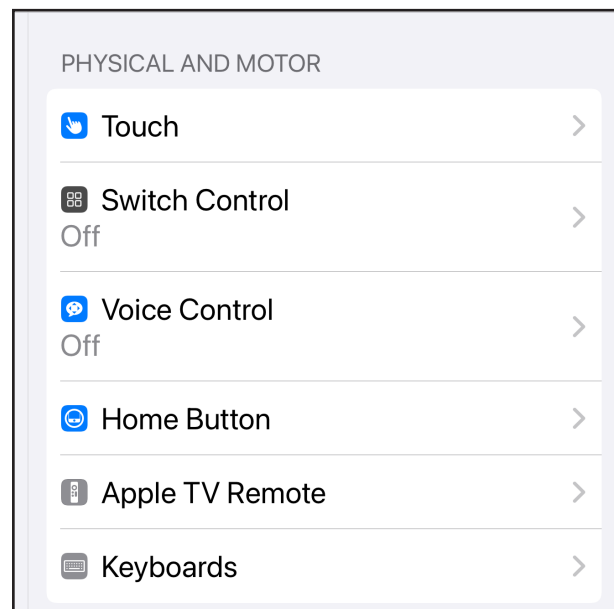 PHYSICAL AND MOTOR
Touch
Switch Control
Off
Voice Control
Off
Home Button
Apple TV Remote
Keyboards